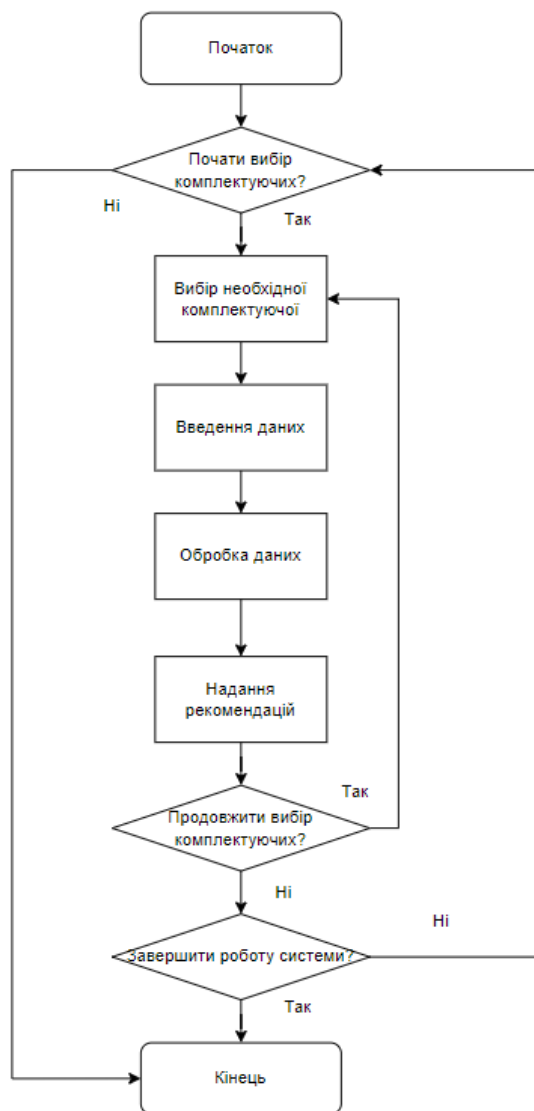 Початок
Почати вибір
комплектуючих?
Ні
Так
Вибір необхідної
комплектуючої
Введення даних
Обробка даних
Надання
рекомендацій
Так
Продовжити вибір
комплектуючих?
Ні
Ні
Завершити роботу системи?
Так
Кінець